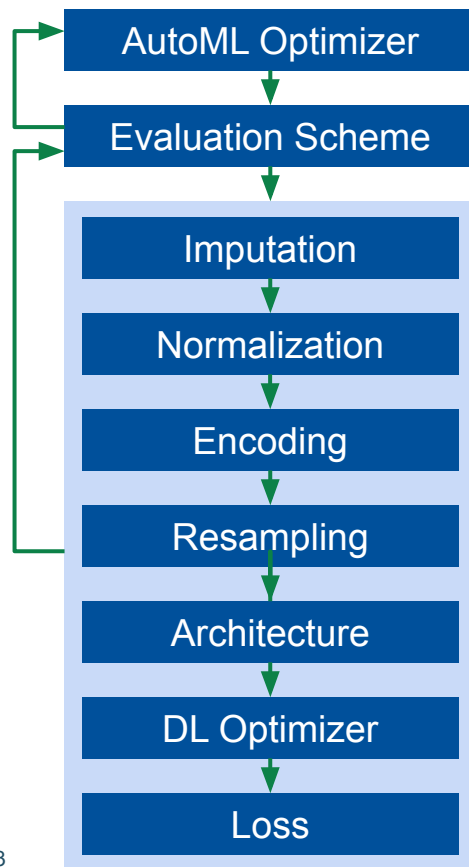 AutoML Optimizer
Evaluation Scheme
Imputation
Normalization
Encoding
Resampling
Architecture
DL Optimizer
Loss